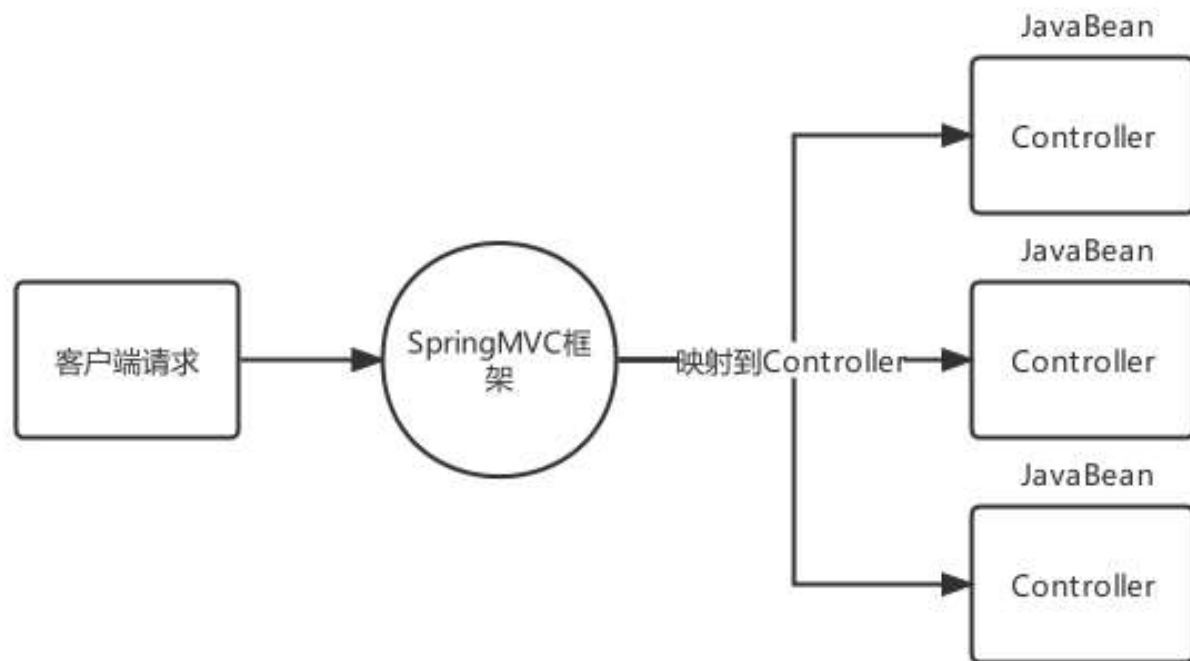 JavaBean
Controller
JavaBean
客户端请求
SpringMVC框
架
映射到Controller
Controller
JavaBean
Controller